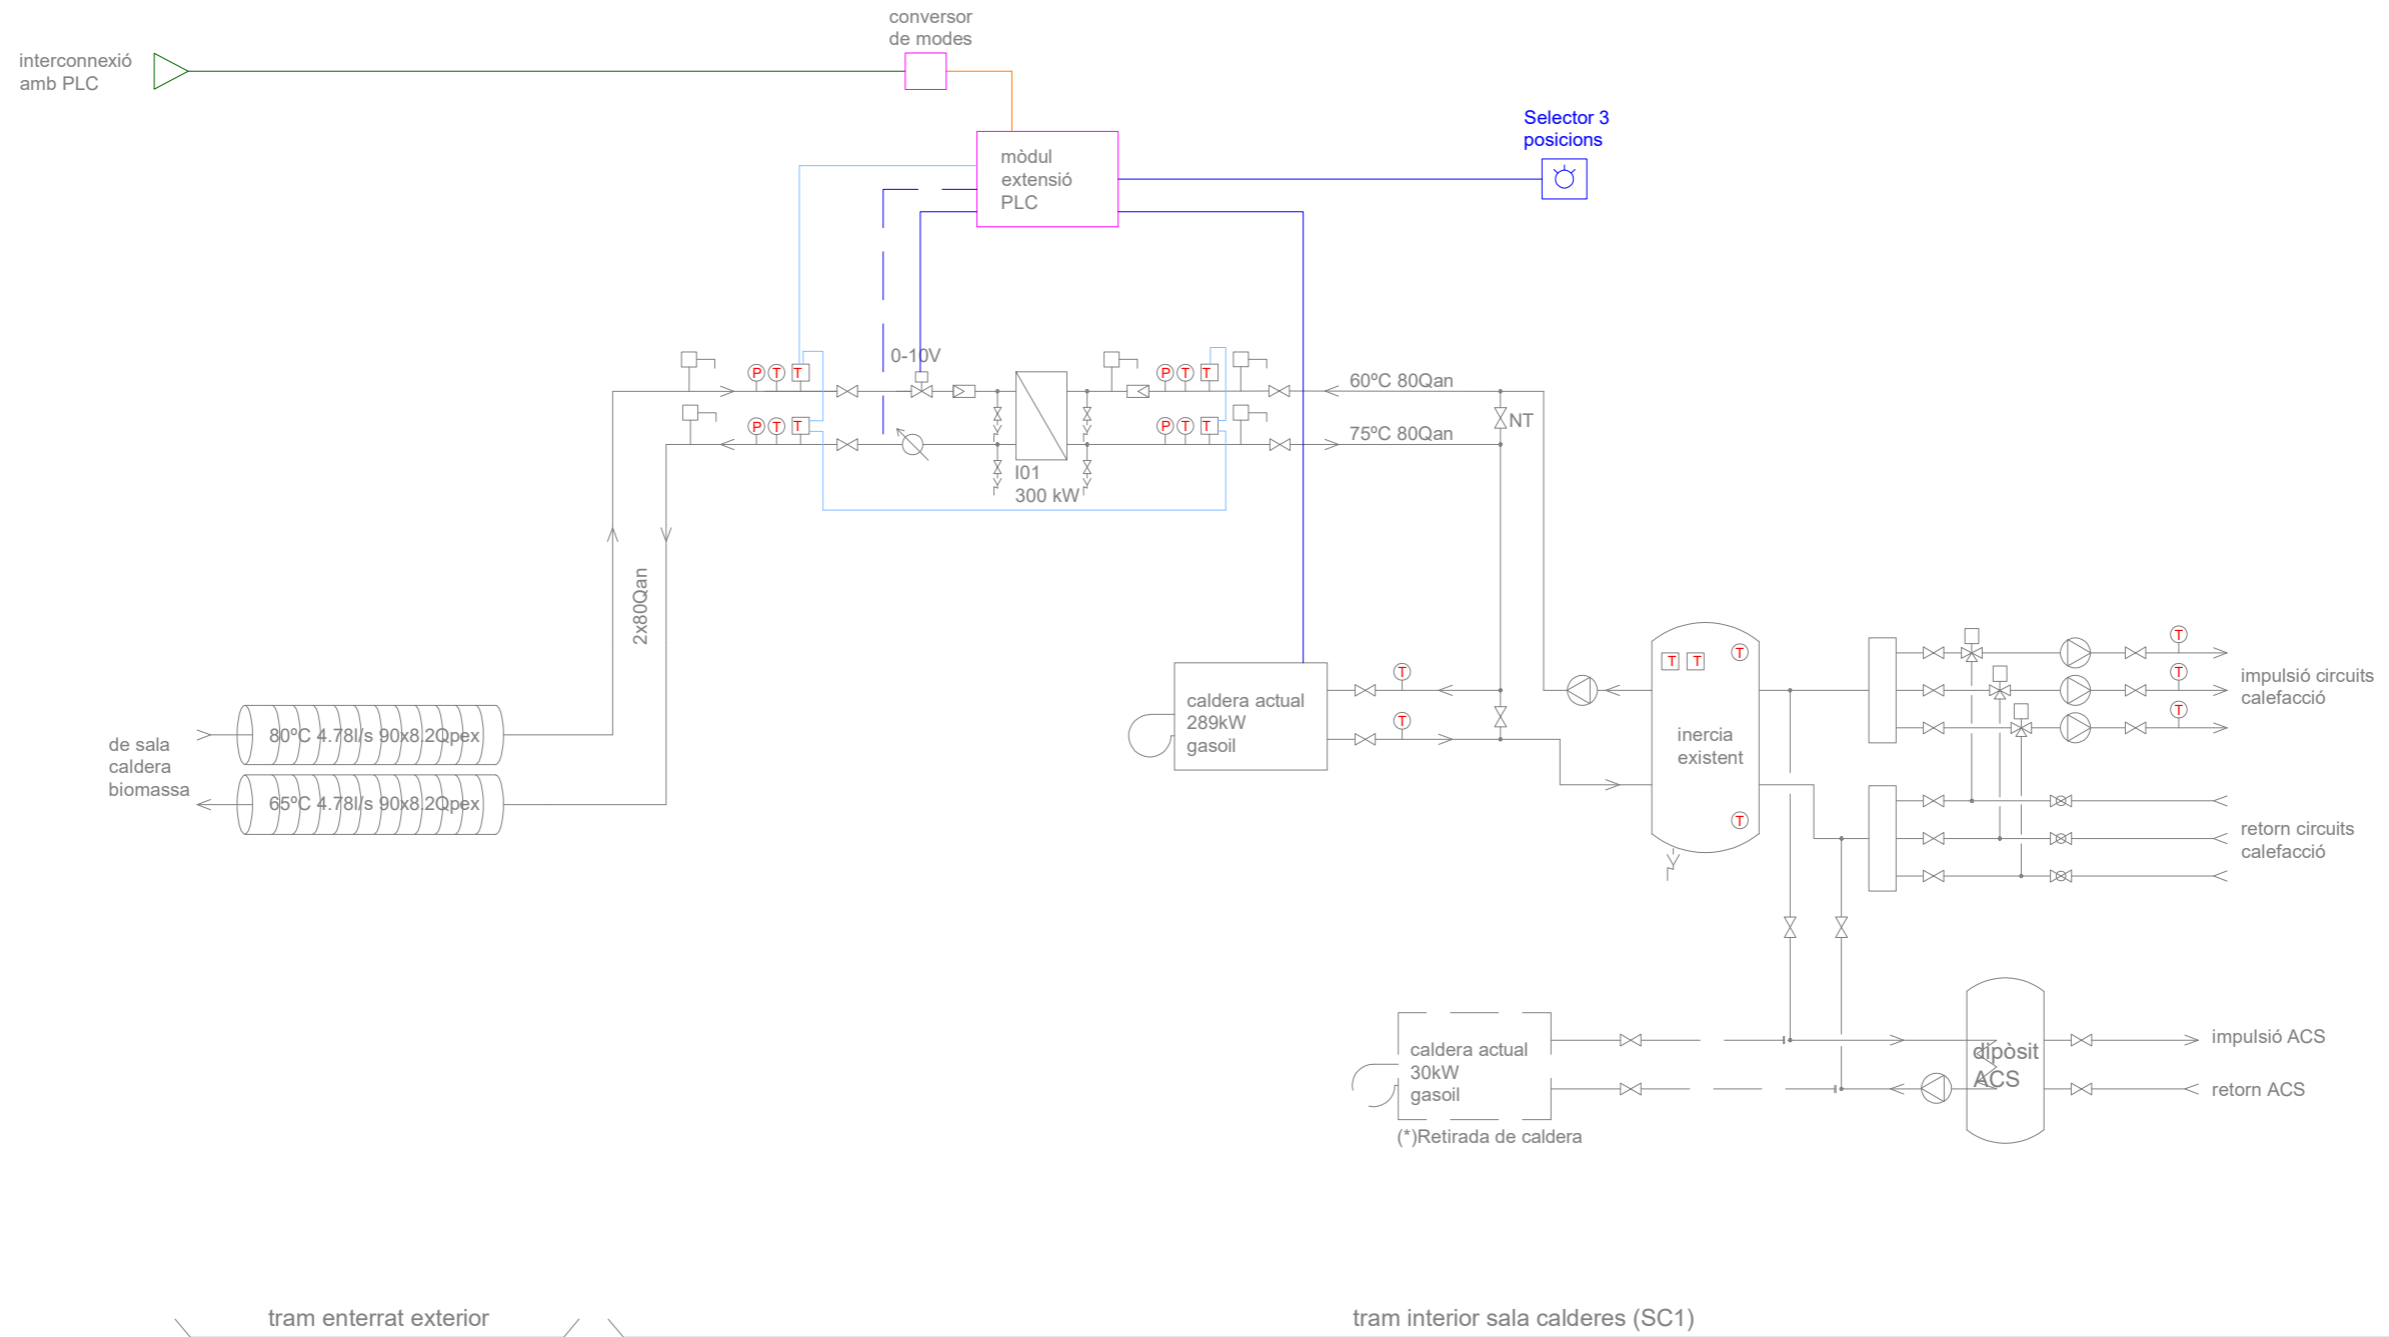 conversor
de modes
interconnexió
amb PLC
Selector 3
posicions
mòdul
extensió
PLC
0-10V
P T T
P T T
60ºC 80Qan
P T T
P T T
75ºC 80Qan
NT
I01
300 kW
2x80Qan
T
T
T
T
T T T
T
T
impulsió circuits
calefacció
caldera actual
289kW
gasoil
inercia
existent
T
de sala
caldera
biomassa
80ºC 4.78l/s 90x8.2Qpex
65ºC 4.78l/s 90x8.2Qpex
retorn circuits
calefacció
caldera actual
30kW
gasoil
(*)Retirada de caldera
dipòsit
ACS
impulsió ACS
retorn ACS
tram enterrat exterior
tram interior sala calderes (SC1)